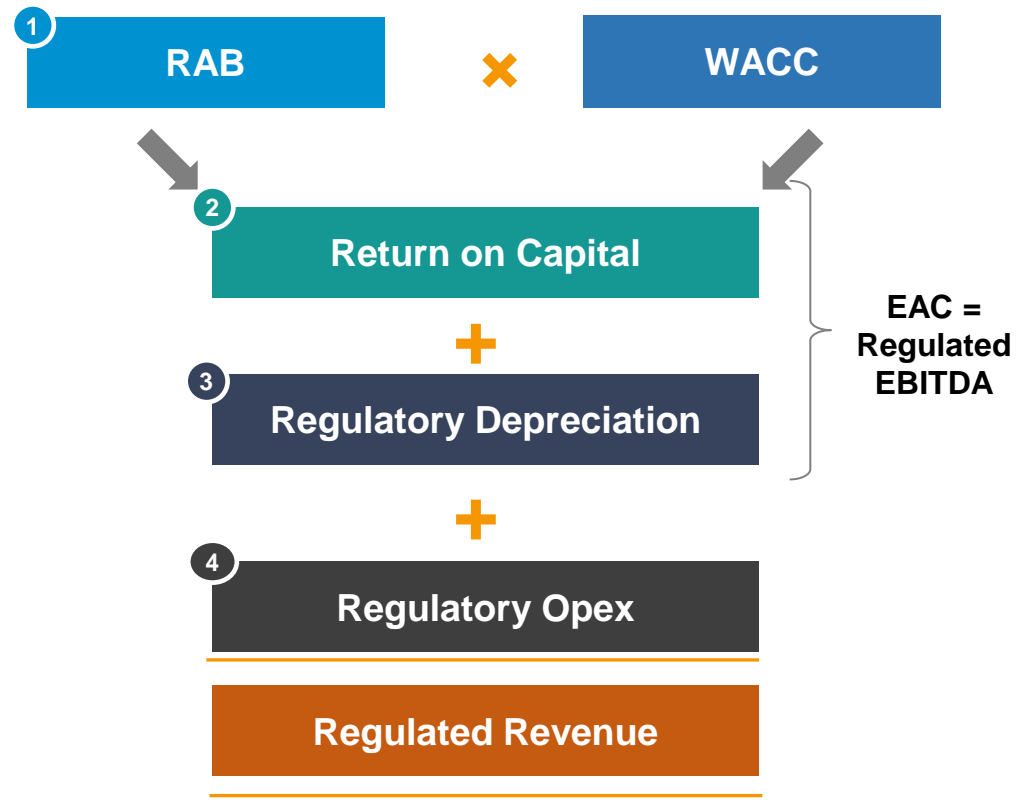 1
RAB
WACC
2
Return on Capital
3
Regulatory Depreciation
EAC =
Regulated
EBITDA
4
Regulatory Opex
Regulated Revenue